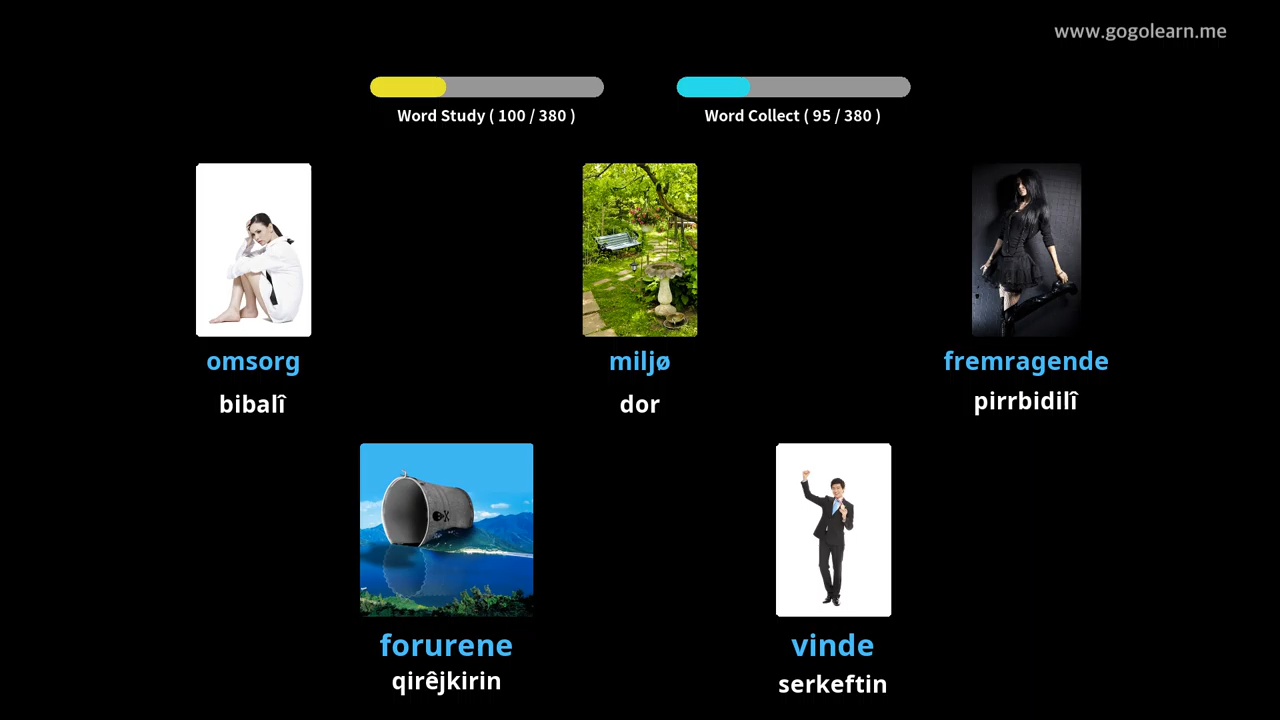 www.gogolearn.me
Word Study ( 100 / 380 )
Word Collect ( 95 / 380 )
omsorg
bibalî
miljø
dor
fremragende
pirrbidilî
forurene
qirêjkirin
vinde
serkeftin